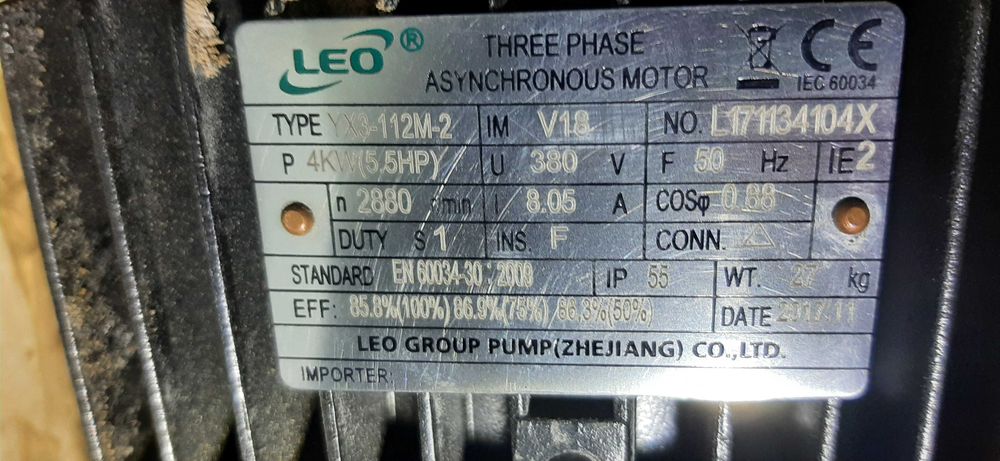 LEO® THREE PHASE
ASYNCHRONOUS MOTOR
CE
IEC 60034
TYPE YX3-112M-2 IM V18 NO. L171134104X
P 4KW(5.5HP) U 380 V F 50 Hz IE2
n 2880 r/min I 8.05 A COSφ 0.88
DUTY S1 INS. F CONN. △
STANDARD EN 60034-30 : 2009 IP 55 WT. 27 kg
EFF: 85.8%(100%) 86.9%(75%) 86.3%(50%) DATE 2017.11
LEO GROUP PUMP(ZHEJIANG) CO.,LTD.
IMPORTER: